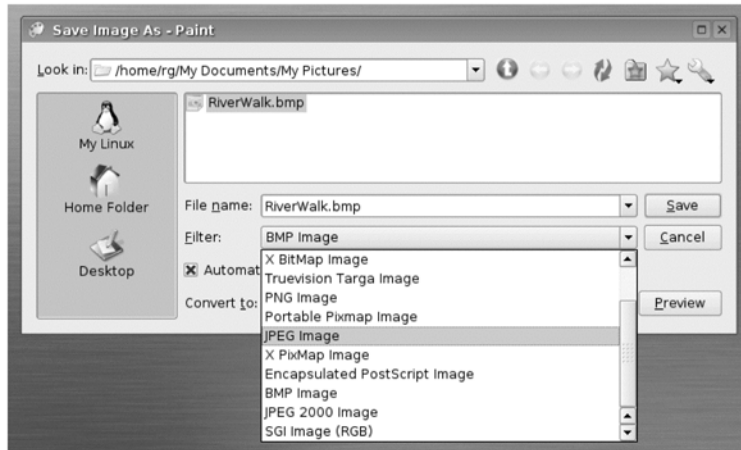 Save Image As - Paint
Look in: /home/rg/My Documents/My Pictures/
RiverWalk.bmp
My Linux
Home Folder
Desktop
File name: RiverWalk.bmp Save
Filter: BMP Image Cancel
Automat
Convert to: Preview
X BitMap Image
Truevision Targa Image
PNG Image
Portable Pixmap Image
JPEG Image
X PixMap Image
Encapsulated PostScript Image
BMP Image
JPEG 2000 Image
SGI Image (RGB)